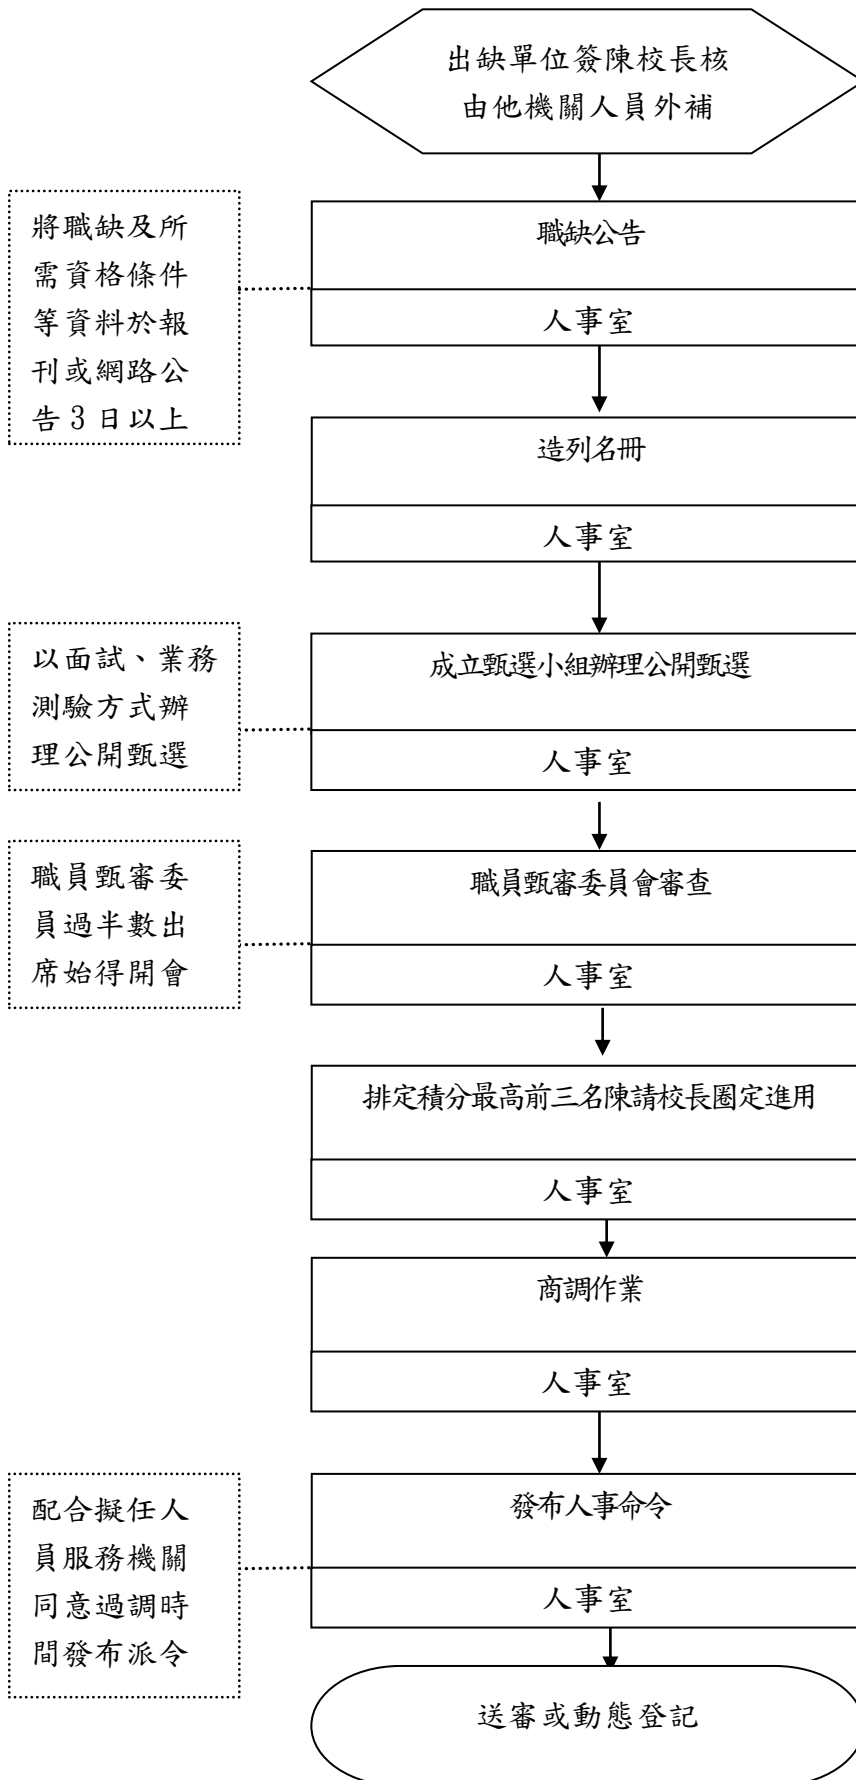 出缺單位簽陳校長核
由他機關人員外補
將職缺及所
需資格條件
等資料於報
刊或網路公
告3日以上
職缺公告
人事室
造列名冊
人事室
以面試、業務
測驗方式辦
理公開甄選
成立甄選小組辦理公開甄選
人事室
職員甄審委
員過半數出
席始得開會
職員甄審委員會審查
人事室
排定積分最高前三名陳請校長圈定進用
人事室
商調作業
人事室
配合擬任人
員服務機關
同意過調時
間發布派令
發布人事命令
人事室
送審或動態登記